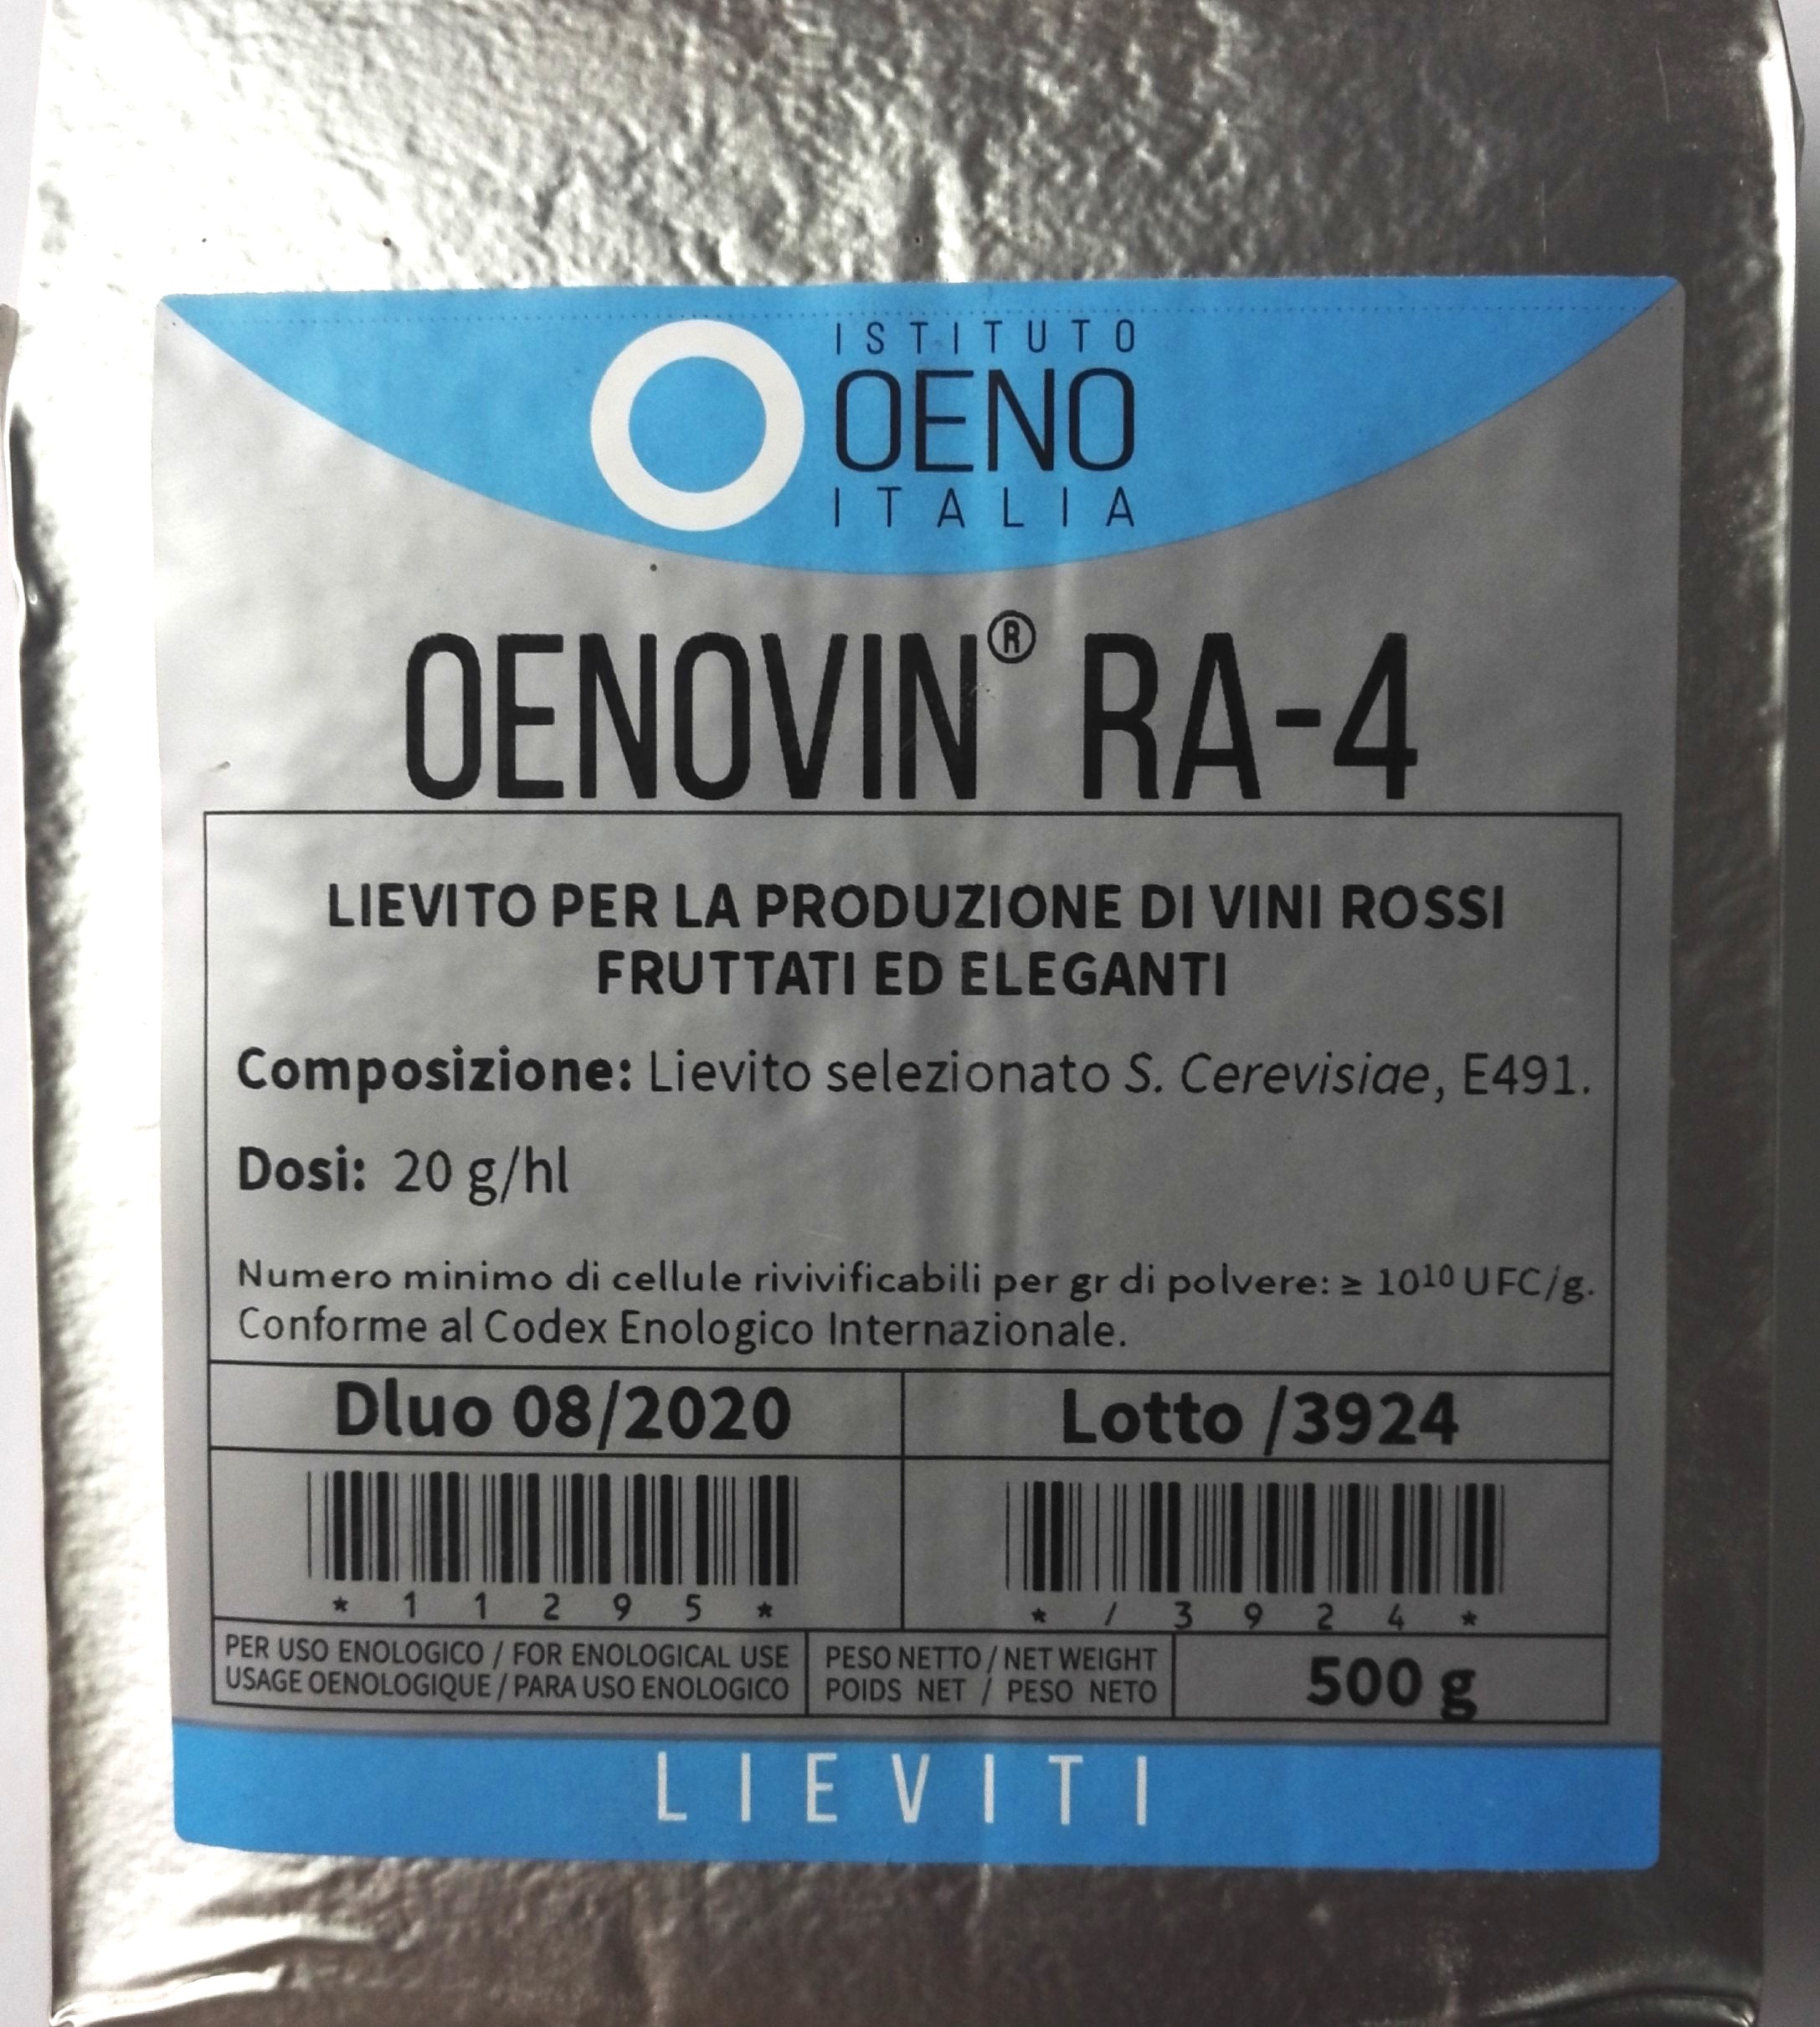 ISTITUTO
OENO
ITALIA
OENOVIN® RA-4
LIEVITO PER LA PRODUZIONE DI VINI ROSSI
FRUTTATI ED ELEGANTI
Composizione: Lievito selezionato S. Cerevisiae, E491.
Dosi: 20 g/hl
Numero minimo di cellule rivivificabili per gr di polvere: ≥ 10¹⁰ UFC/g.
Conforme al Codex Enologico Internazionale.
Dluo 08/2020
Lotto /3924
* 1 1 2 9 5 *
* / 3 9 2 4 *
PER USO ENOLOGICO / FOR ENOLOGICAL USE
USAGE OENOLOGIQUE / PARA USO ENOLOGICO
PESO NETTO / NET WEIGHT
POIDS NET / PESO NETO
500 g
LIEVITI